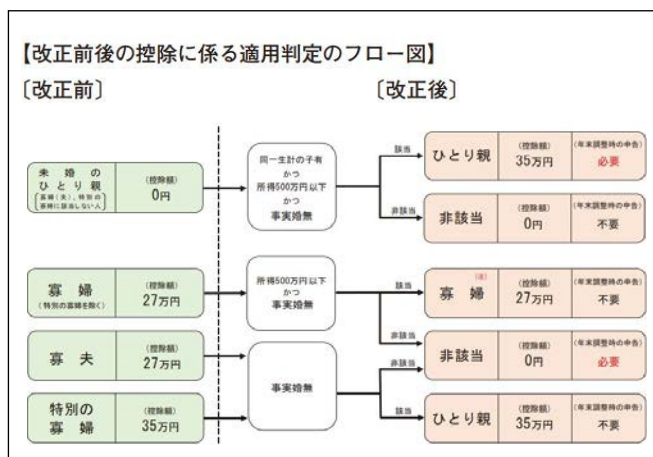 【改正前後の控除に係る適用判定のフロー図】
〔改正前〕
〔改正後〕
未婚の
ひとり親
寡婦(夫)、特別の
寡婦に該当しない人
(控除額)
0円
同一生計の子有
かつ
所得500万円以下
かつ
事実婚無
該当
ひとり親
(控除額)
35万円
(年末調整時の申告)
必要
非該当
非該当
(控除額)
0円
(年末調整時の申告)
不要
寡婦
(特別の寡婦を除く)
(控除額)
27万円
所得500万円以下
かつ
事実婚無
該当
寡婦
(注)
(控除額)
27万円
(年末調整時の申告)
不要
寡夫
(控除額)
27万円
事実婚無
非該当
非該当
非該当
(控除額)
0円
(年末調整時の申告)
必要
特別の
寡婦
(控除額)
35万円
該当
ひとり親
(控除額)
35万円
(年末調整時の申告)
不要